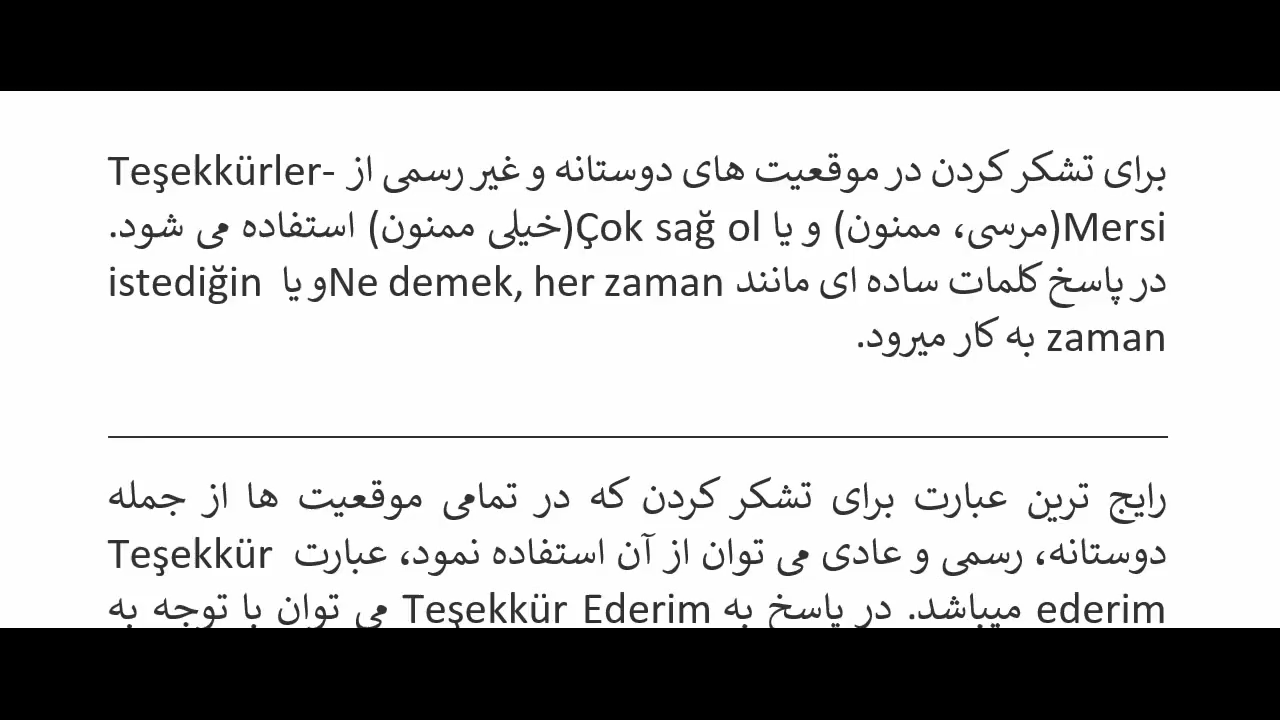 برای تشکر کردن در موقعیت های دوستانه و غیر رسمی از Teşekkürler-
Mersi(مرسی، ممنون) و یا Çok sağ ol(خیلی ممنون) استفاده می شود.
در پاسخ کلمات ساده ای مانند Ne demek, her zamanو یا istediğin
zaman به کار میرود.
رایج ترین عبارت برای تشکر کردن که در تمامی موقعیت ها از جمله
دوستانه، رسمی و عادی می توان از آن استفاده نمود، عبارت Teşekkür
ederim میباشد. در پاسخ به Teşekkür Ederim می توان با توجه به